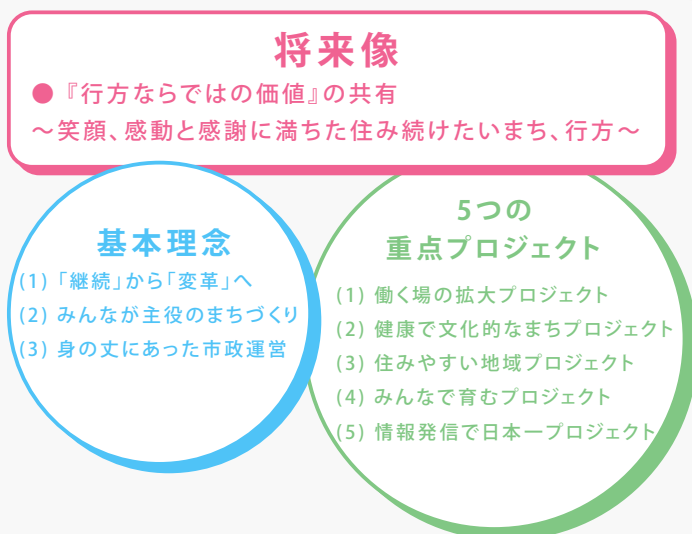 将来像
●『行方ならではの価値』の共有
～笑顔、感動と感謝に満ちた住み続けたいまち、行方～
基本理念
(1)「継続」から「変革」へ
(2) みんなが主役のまちづくり
(3) 身の丈にあった市政運営
5つの
重点プロジェクト
(1) 働く場の拡大プロジェクト
(2) 健康で文化的なまちプロジェクト
(3) 住みやすい地域プロジェクト
(4) みんなで育むプロジェクト
(5) 情報発信で日本一プロジェクト